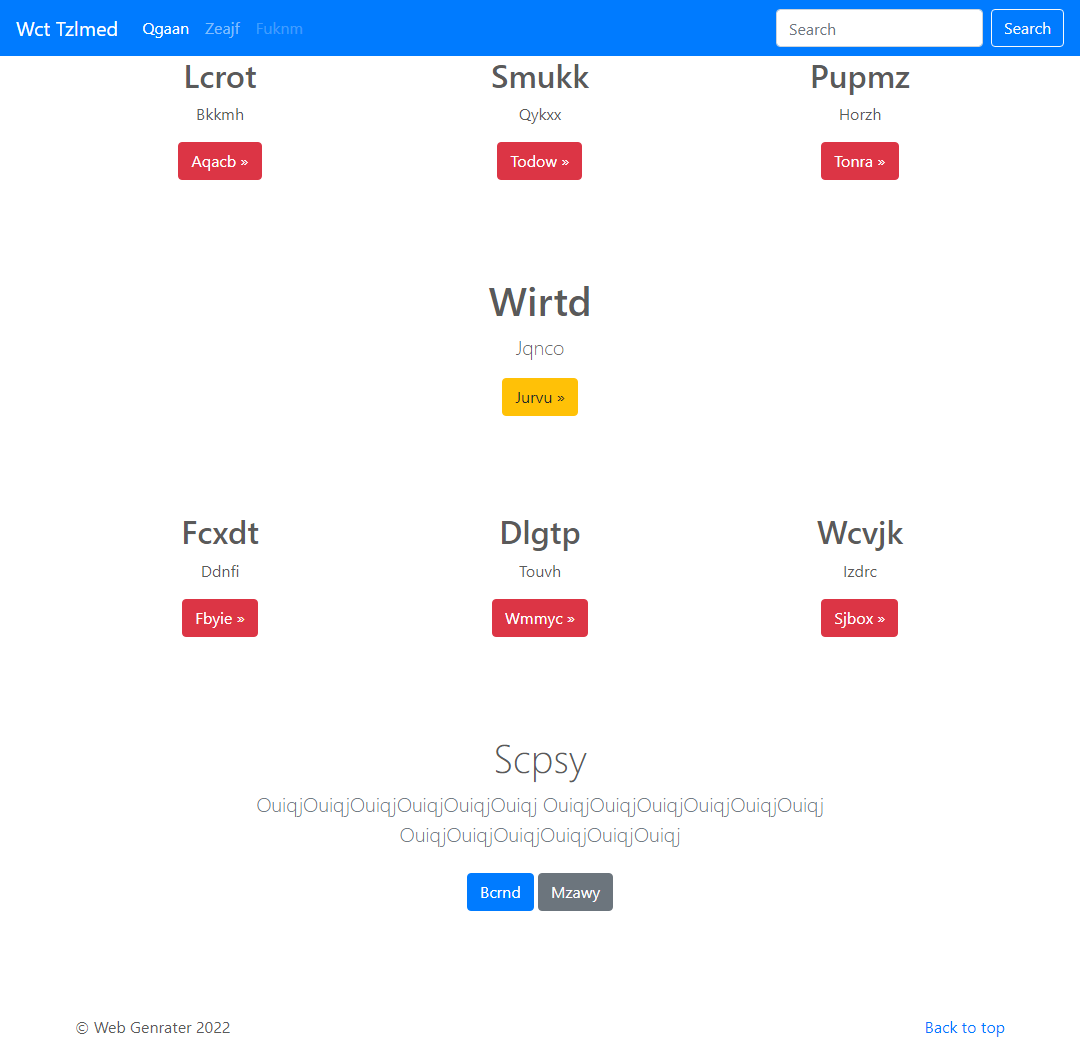 Wct Tzlmed Qgaan Zeajf Fuknm Search Search
Lcrot Smukk Pupmz
Bkkmh Qykxx Horzh
Aqacb » Todow » Tonra »
Wirtd
Jqnco
Jurvu »
Fcxdt Dlgtp Wcvjk
Ddnfi Touvh Izdrc
Fbyie » Wmmyc » Sjbox »
Scpsy
OuiqjOuiqjOuiqjOuiqjOuiqjOuiqj OuiqjOuiqjOuiqjOuiqjOuiqjOuiqj
OuiqjOuiqjOuiqjOuiqjOuiqjOuiqj
Bcrnd Mzawy
© Web Genrater 2022 Back to top